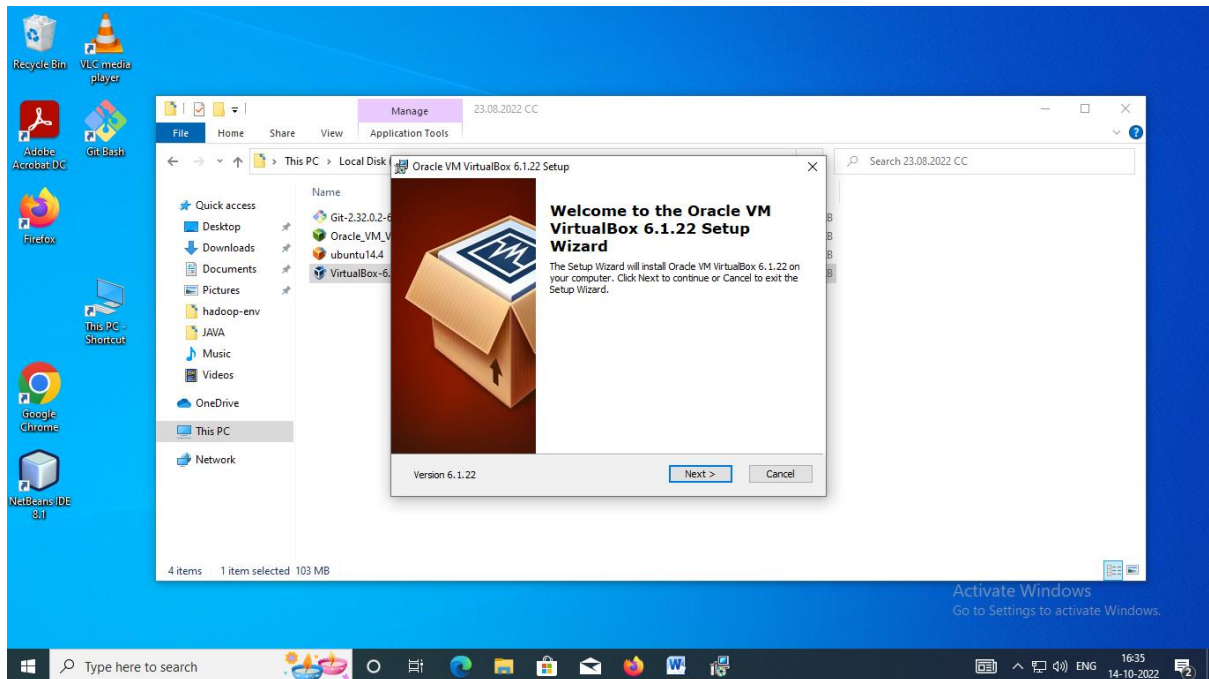 Recycle Bin
VLC media
player
Adobe
Acrobat DC
Git Bash
Firefox
This PC -
Shortcut
Google
Chrome
NetBeans IDE
8.1
Manage
23.08.2022 CC
File Home Share View Application Tools
This PC > Local Disk
Search 23.08.2022 CC
Name
Quick access
Desktop
Downloads
Documents
Pictures
hadoop-env
JAVA
Music
Videos
OneDrive
This PC
Network
Git-2.32.0.2-6
Oracle_VM_V
ubuntu14.4
VirtualBox-6.
B
B
B
B
Oracle VM VirtualBox 6.1.22 Setup
Welcome to the Oracle VM
VirtualBox 6.1.22 Setup
Wizard
The Setup Wizard will install Oracle VM VirtualBox 6.1.22 on
your computer. Click Next to continue or Cancel to exit the
Setup Wizard.
Version 6.1.22
Next >
Cancel
4 items 1 item selected 103 MB
Activate Windows
Go to Settings to activate Windows.
Type here to search
ENG
16:35
14-10-2022
2